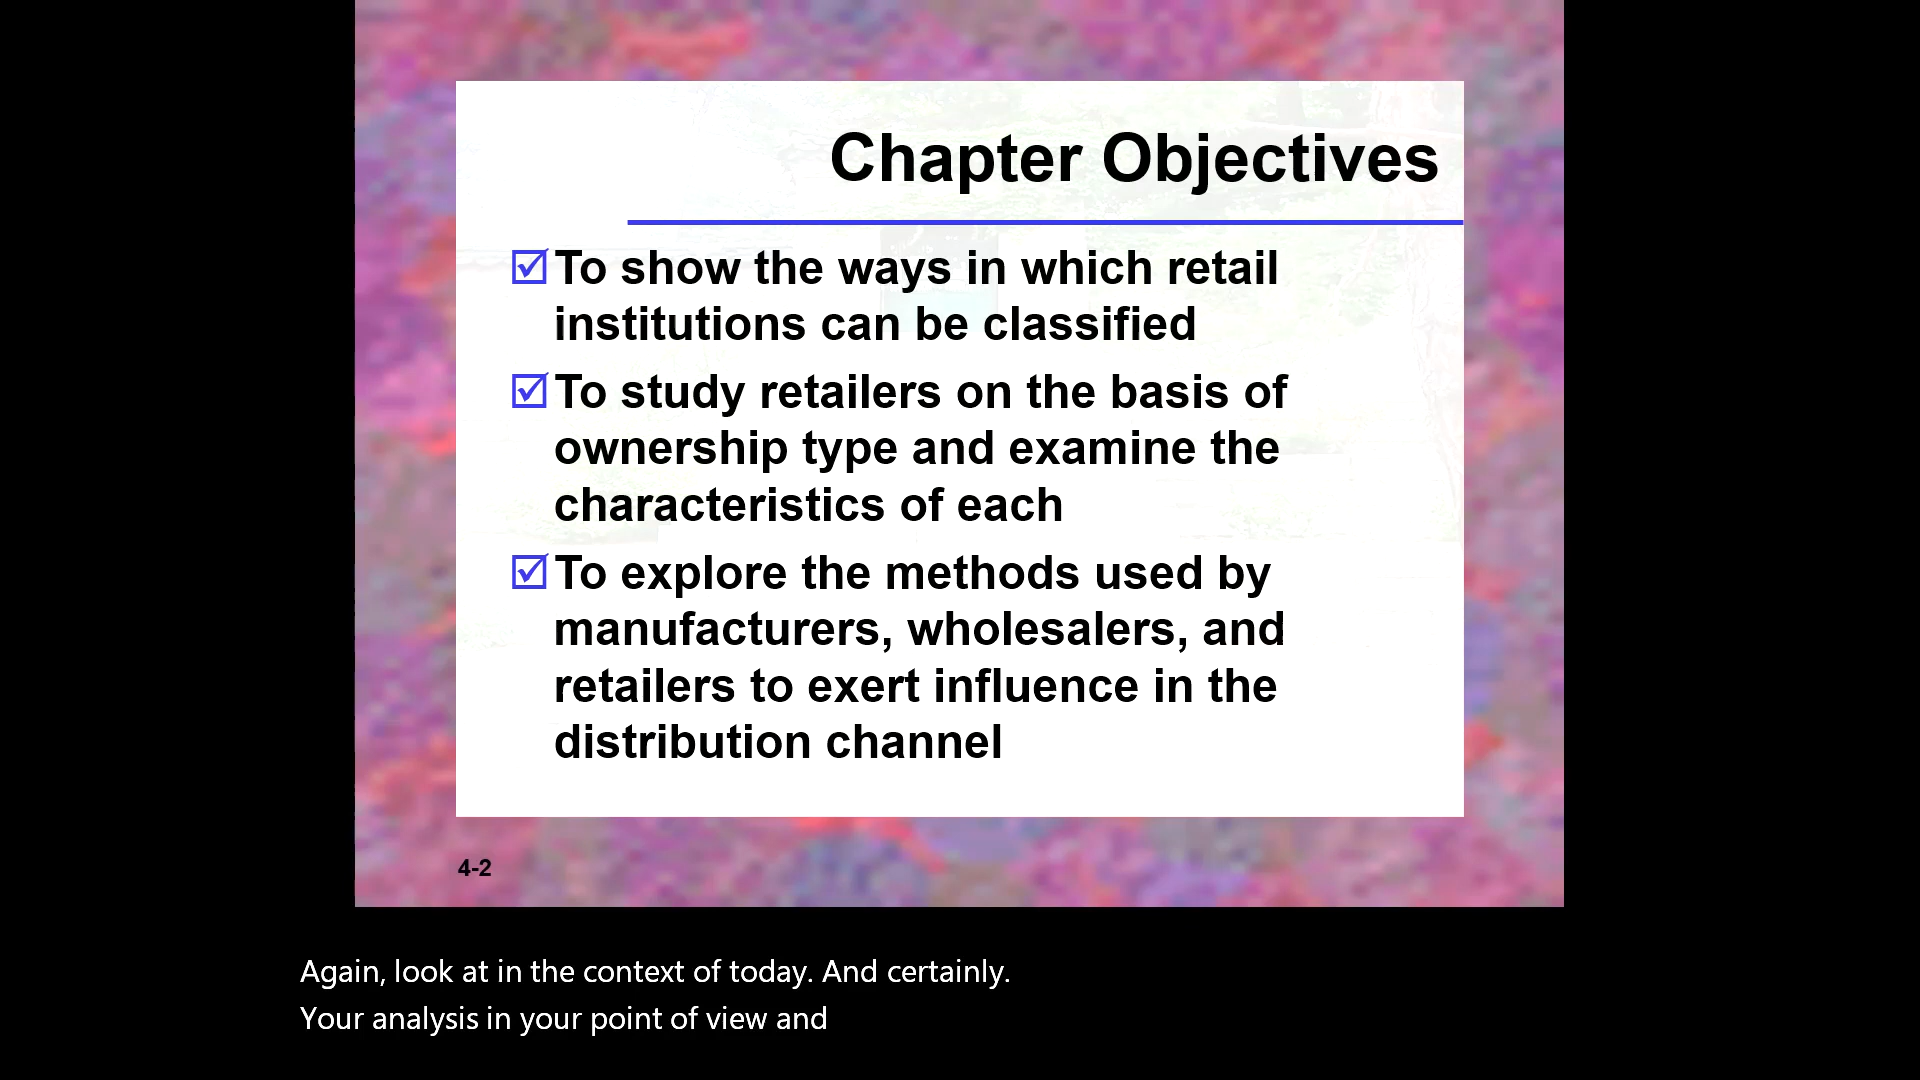 Chapter Objectives
To show the ways in which retail
institutions can be classified
To study retailers on the basis of
ownership type and examine the
characteristics of each
To explore the methods used by
manufacturers, wholesalers, and
retailers to exert influence in the
distribution channel
4-2
Again, look at in the context of today. And certainly.
Your analysis in your point of view and